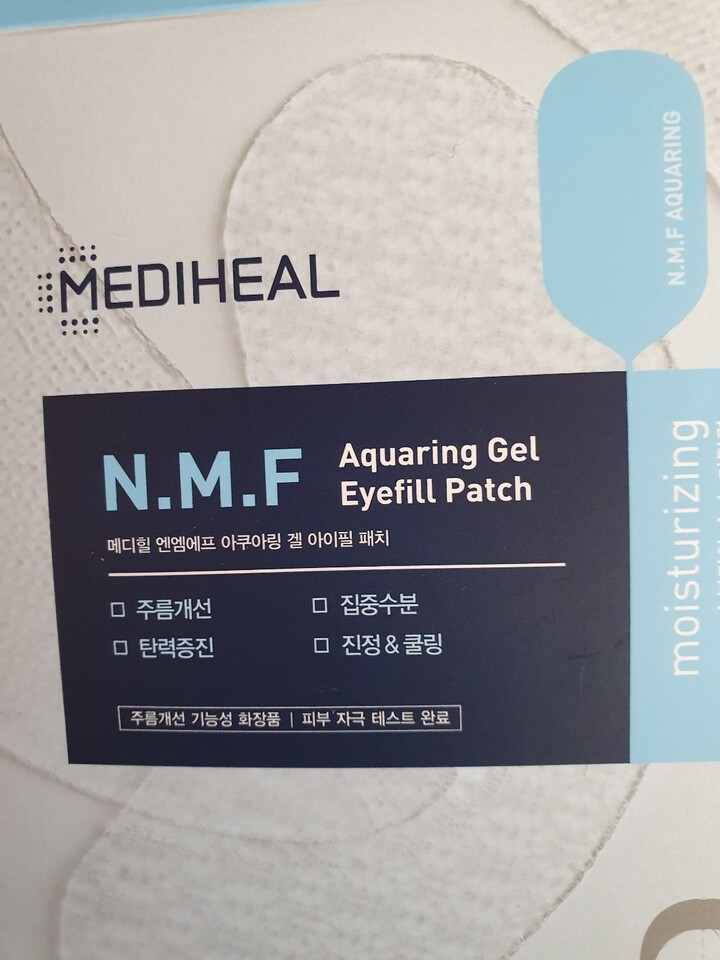 N.M.F AQUARING
MEDIHEAL
N.M.F
Aquaring Gel
Eyefill Patch
메디힐 엔엠에프 아쿠아링 겔 아이필 패치
□ 주름개선
□ 집중수분
□ 탄력증진
□ 진정 & 쿨링
주름개선 기능성 화장품 | 피부 자극 테스트 완료
moisturizing